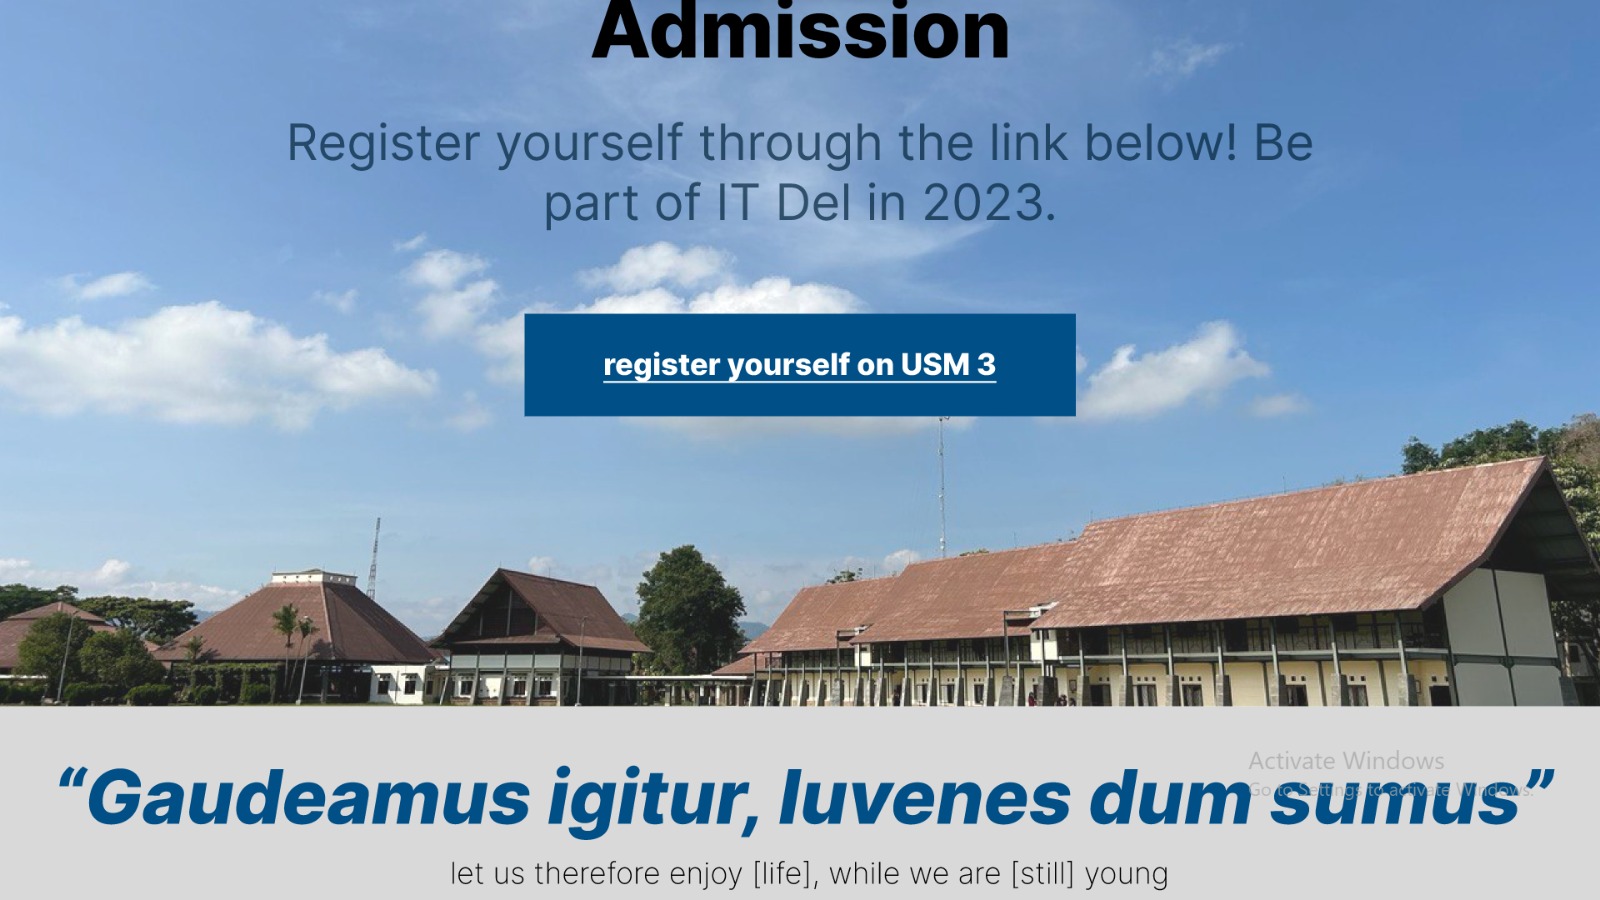 Admission
Register yourself through the link below! Be
part of IT Del in 2023.
register yourself on USM 3
“Gaudeamus igitur, Iuvenes dum sumus”
Activate Windows
Go to Settings to activate Windows.
let us therefore enjoy [life], while we are [still] young